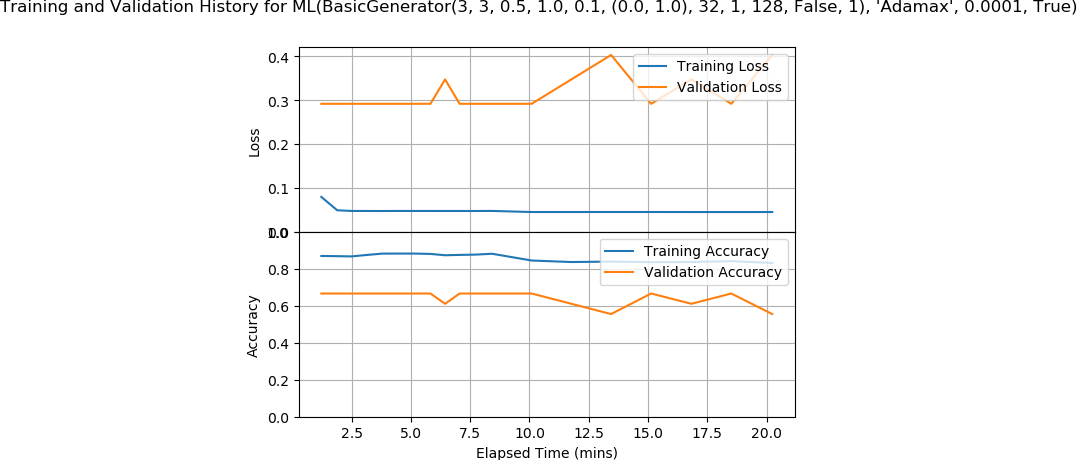 Training and Validation History for ML(BasicGenerator(3, 3, 0.5, 1.0, 0.1, (0.0, 1.0), 32, 1, 128, False, 1), 'Adamax', 0.0001, True)
0.4
0.3
0.2
0.1
0.0
Loss
Training Loss
Validation Loss
1.0
0.8
0.6
0.4
0.2
0.0
Accuracy
Training Accuracy
Validation Accuracy
2.5 5.0 7.5 10.0 12.5 15.0 17.5 20.0
Elapsed Time (mins)